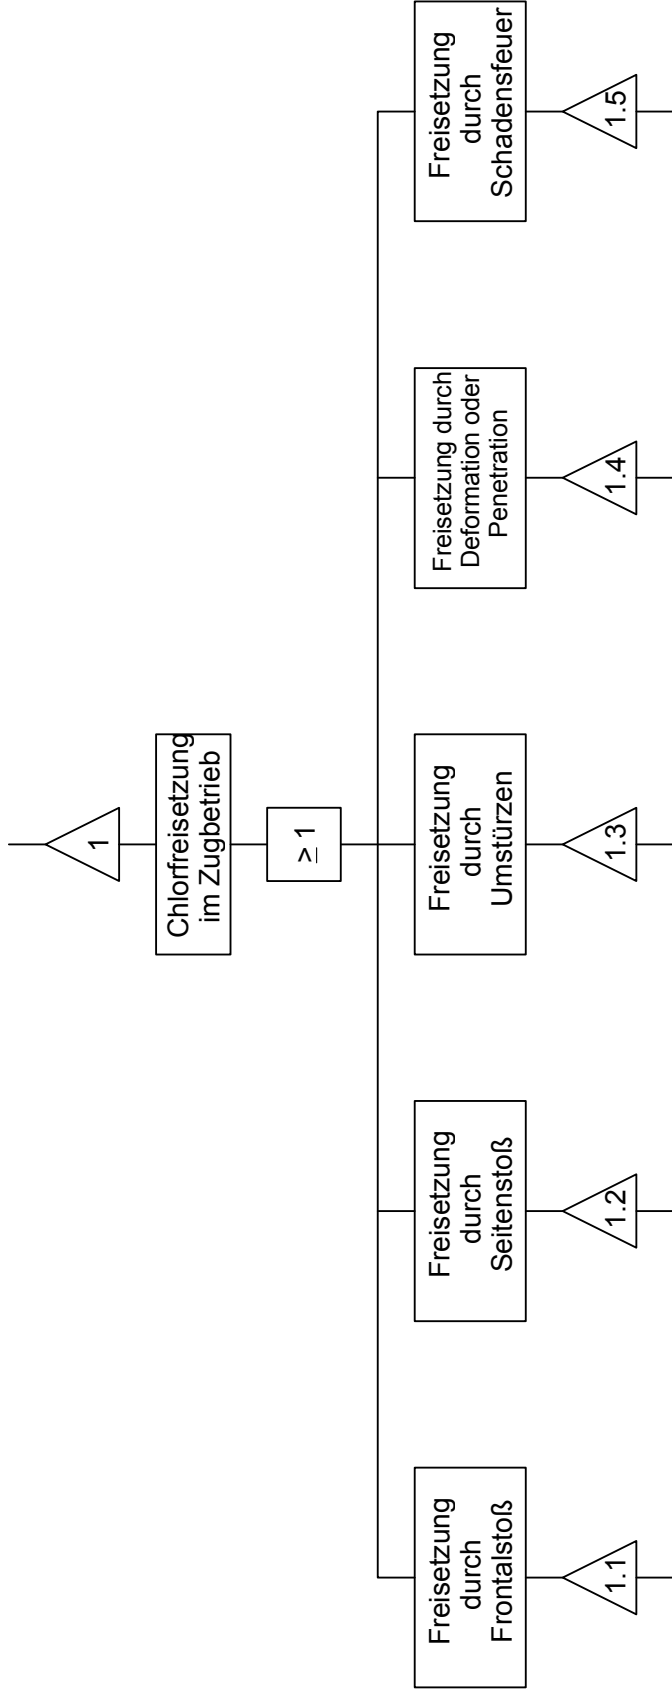 1
Chlorfreisetzung
im Zugbetrieb
≥1
Freisetzung
durch
Frontalstoß
1.1
Freisetzung
durch
Seitenstoß
1.2
Freisetzung
durch
Umstürzen
1.3
Freisetzung durch
Deformation oder
Penetration
1.4
Freisetzung
durch
Schadensfeuer
1.5